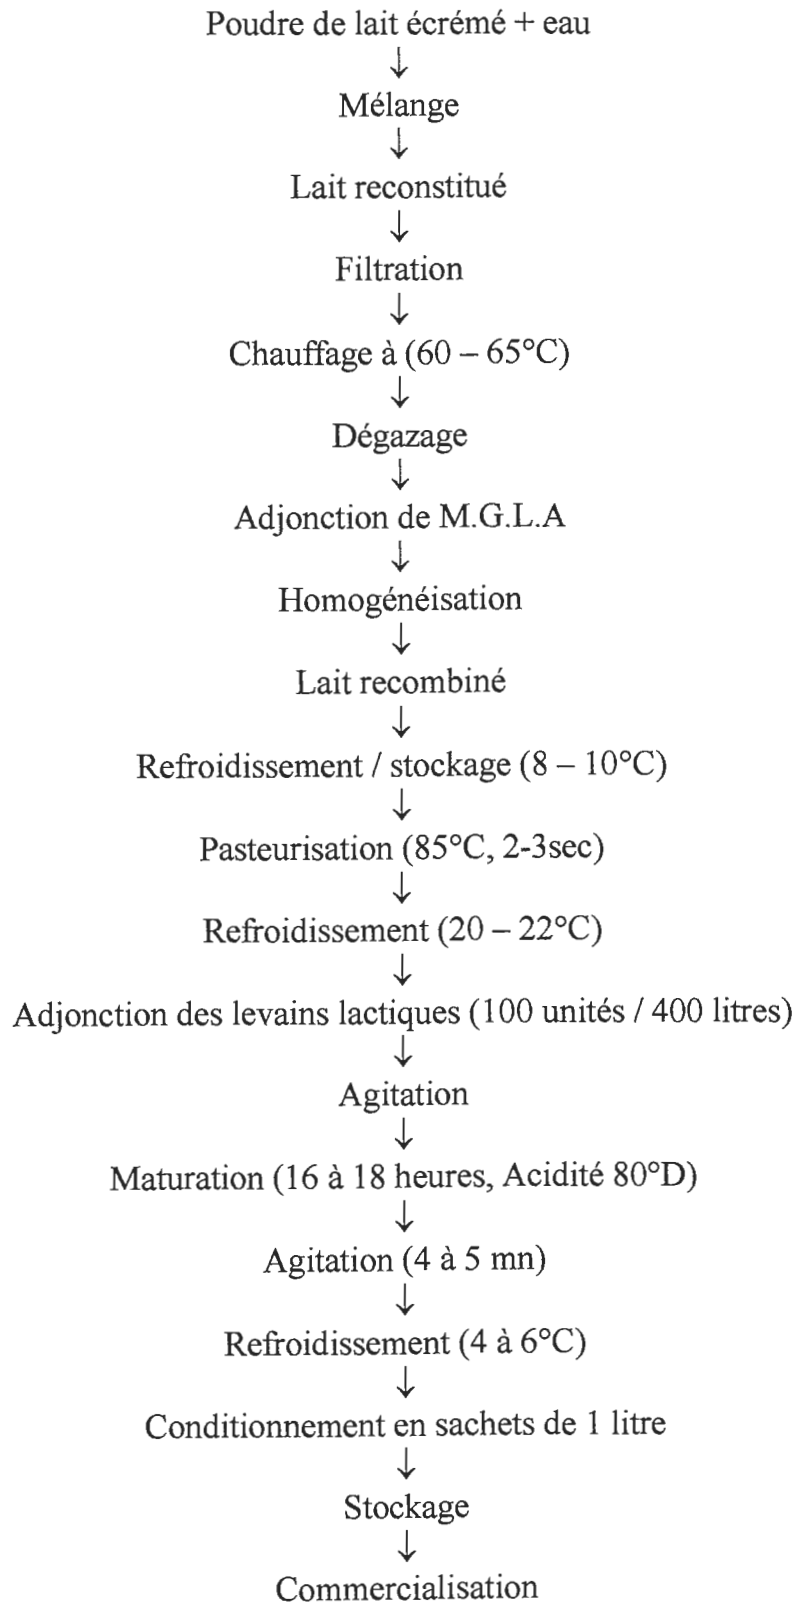 Poudre de lait écrémé + eau
↓
Mélange
↓
Lait reconstitué
↓
Filtration
↓
Chauffage à (60 – 65°C)
↓
Dégazage
↓
Adjonction de M.G.L.A
↓
Homogénéisation
↓
Lait recombiné
↓
Refroidissement / stockage (8 – 10°C)
↓
Pasteurisation (85°C, 2-3sec)
↓
Refroidissement (20 – 22°C)
↓
Adjonction des levains lactiques (100 unités / 400 litres)
↓
Agitation
↓
Maturation (16 à 18 heures, Acidité 80°D)
↓
Agitation (4 à 5 mn)
↓
Refroidissement (4 à 6°C)
↓
Conditionnement en sachets de 1 litre
↓
Stockage
↓
Commercialisation